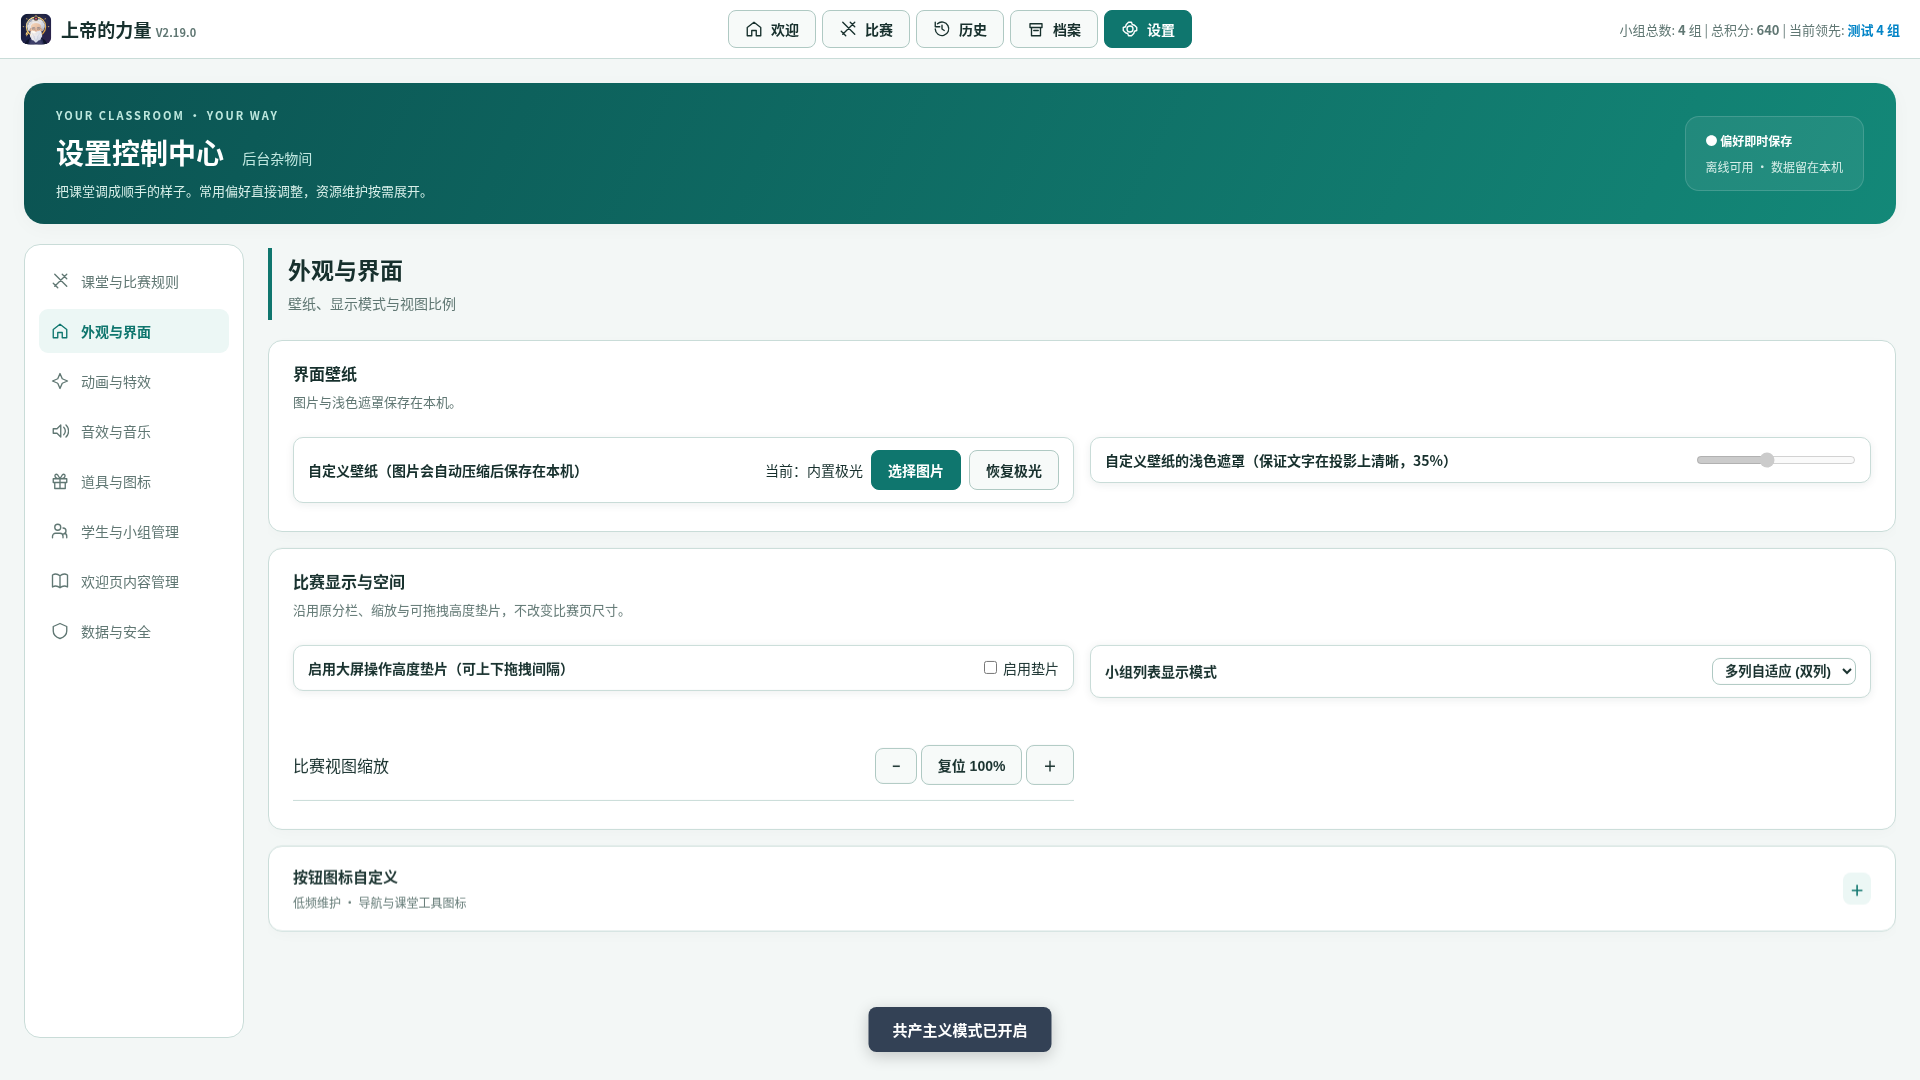 上帝的力量 V2.19.0
欢迎
比赛
历史
档案
设置
小组总数: 4 组 | 总积分: 640 | 当前领先: 测试 4 组
YOUR CLASSROOM · YOUR WAY
设置控制中心 后台杂物间
把课堂调成顺手的样子。常用偏好直接调整，资源维护按需展开。
偏好即时保存
离线可用 · 数据留在本机
课堂与比赛规则
外观与界面
动画与特效
音效与音乐
道具与图标
学生与小组管理
欢迎页内容管理
数据与安全
外观与界面
壁纸、显示模式与视图比例
界面壁纸
图片与浅色遮罩保存在本机。
自定义壁纸（图片会自动压缩后保存在本机）
当前：内置极光
选择图片
恢复极光
自定义壁纸的浅色遮罩（保证文字在投影上清晰，35%）
比赛显示与空间
沿用原分栏、缩放与可拖拽高度垫片，不改变比赛页尺寸。
启用大屏操作高度垫片（可上下拖拽间隔）
启用垫片
小组列表显示模式
多列自适应 (双列)
比赛视图缩放
−
复位 100%
+
按钮图标自定义
低频维护 · 导航与课堂工具图标
+
共产主义模式已开启